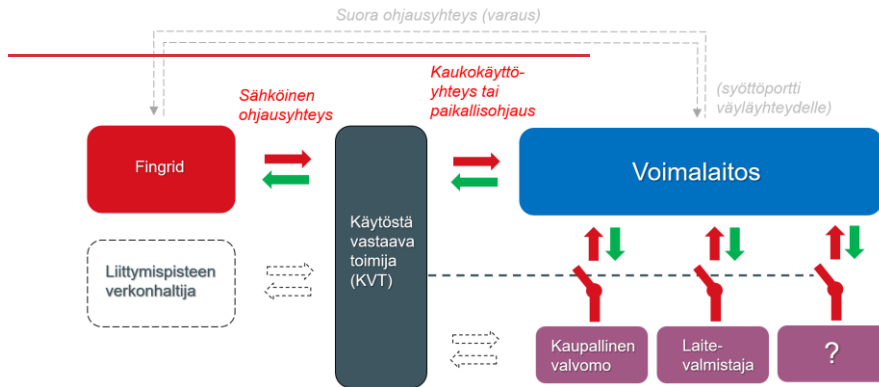 Suora ohjausyhteys (varaus)
Sähköinen
ohjausyhteys
Kaukokäyttö-
yhteys tai
paikallisohjaus
(syöttöportti
väyläyhteydelle)
Fingrid
Voimalaitos
Käytöstä
vastaava
toimija
(KVT)
Liittymispisteen
verkonhaltija
Kaupallinen
valvomo
Laite-
valmistaja
?